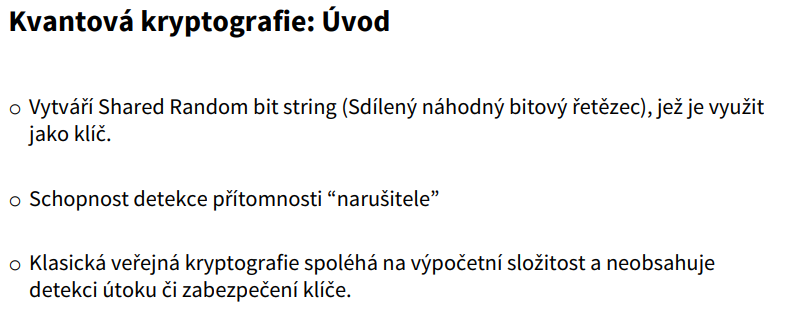 Kvantová kryptografie: Úvod
○ Vytváří Shared Random bit string (Sdílený náhodný bitový řetězec), jež je využit
jako klíč.
○ Schopnost detekce přítomnosti “narušitele”
○ Klasická veřejná kryptografie spoléhá na výpočetní složitost a neobsahuje
detekci útoku či zabezpečení klíče.